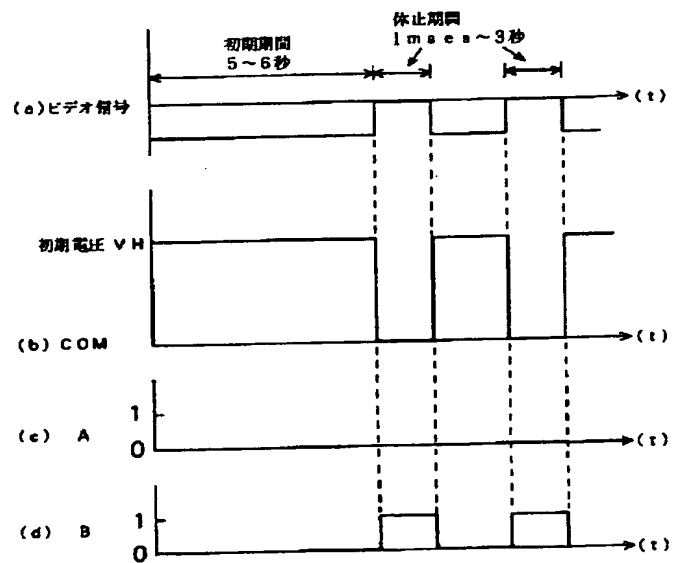 休止期間
初期期間
1mses~3秒
5~6秒
(a)ビデオ信号
(t)
初期電圧 VH
(b) COM
(t)
1
(c) A
0
(t)
1
(d) B
0
(t)